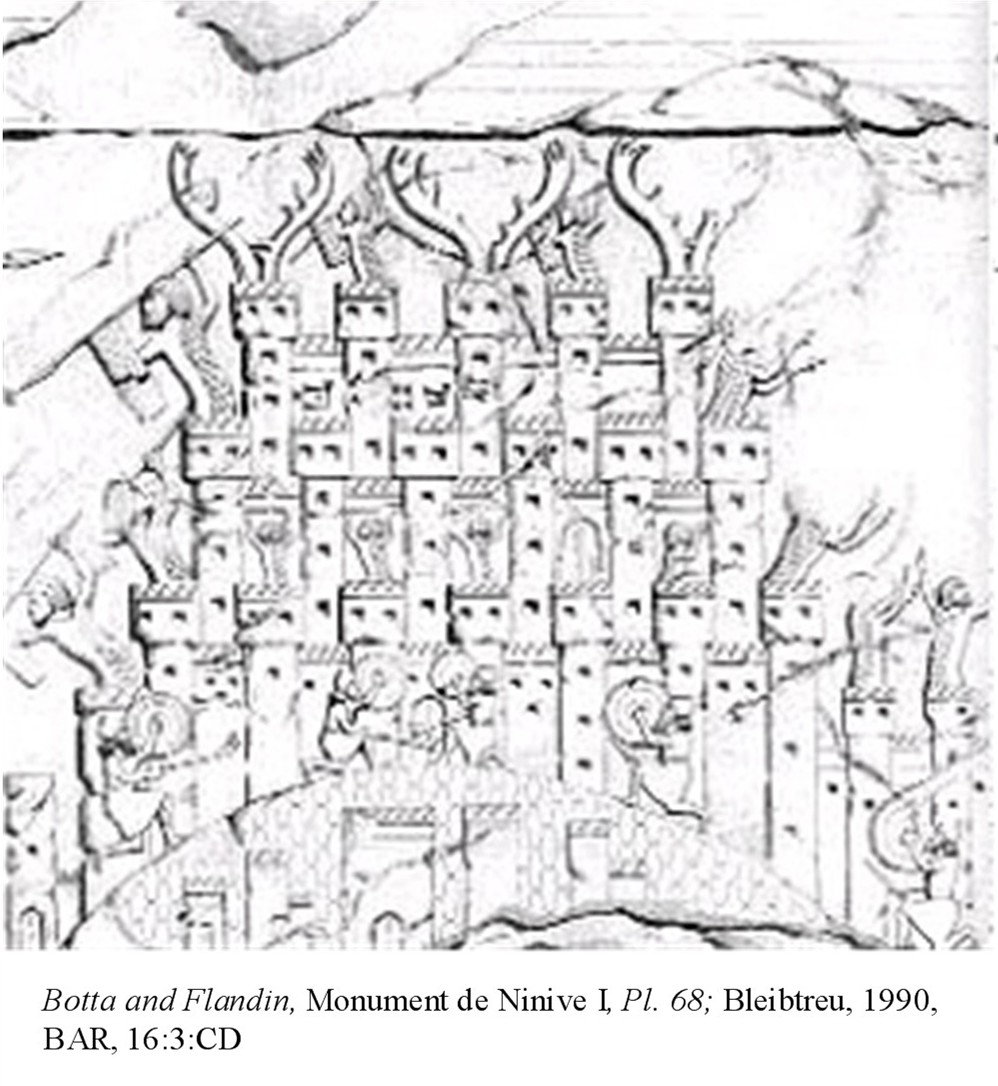 Botta and Flandin, Monument de Ninive I, Pl. 68; Bleibtreu, 1990,
BAR, 16:3:CD